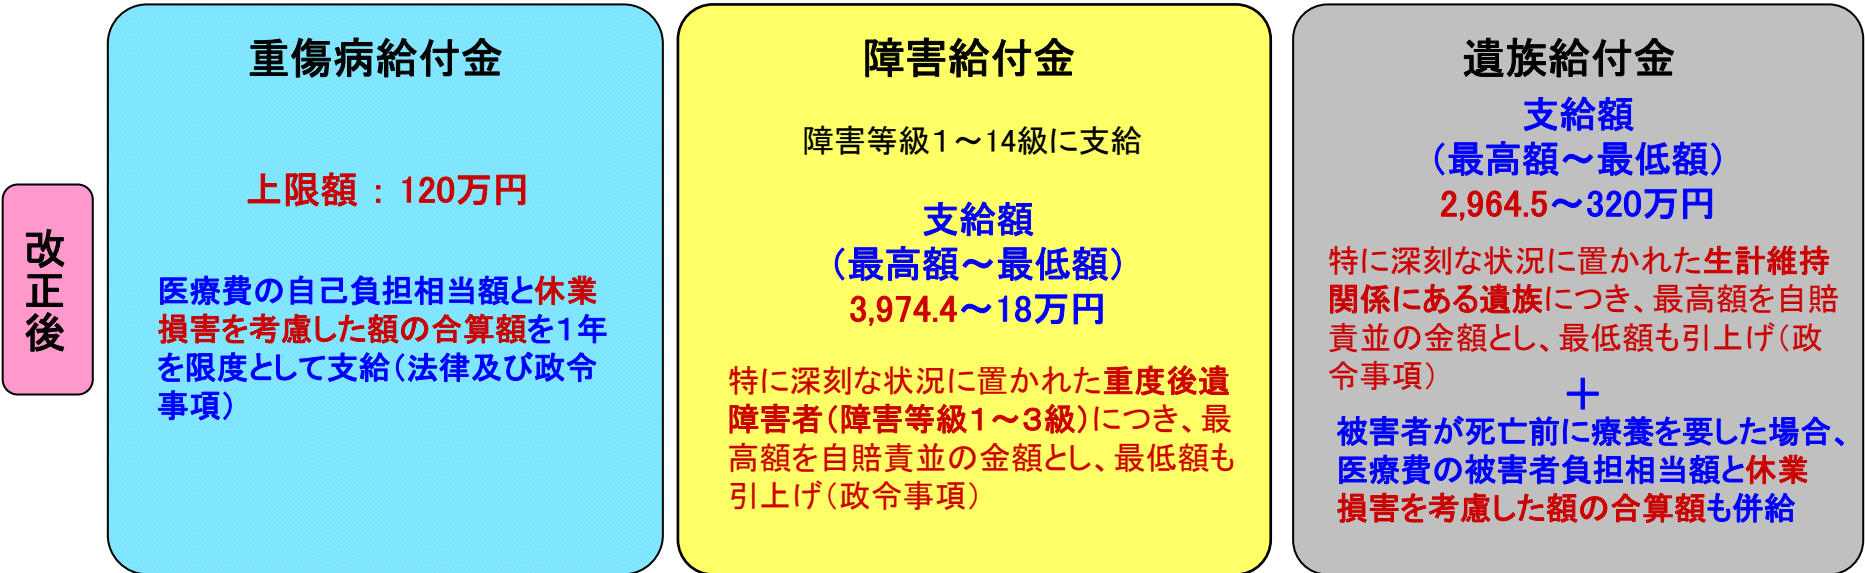 改正後
重傷病給付金
上限額 : 120万円
医療費の自己負担相当額と休業
損害を考慮した額の合算額を１年
を限度として支給（法律及び政令
事項）
障害給付金
障害等級１～14級に支給
支給額
（最高額～最低額）
3,974.4～18万円
特に深刻な状況に置かれた重度後遺
障害者（障害等級１～３級）につき、最
高額を自賠責並の金額とし、最低額も
引上げ（政令事項）
遺族給付金
支給額
（最高額～最低額）
2,964.5～320万円
特に深刻な状況に置かれた生計維持
関係にある遺族につき、最高額を自賠
責並の金額とし、最低額も引上げ（政
令事項）
＋
被害者が死亡前に療養を要した場合、
医療費の被害者負担相当額と休業
損害を考慮した額の合算額も併給